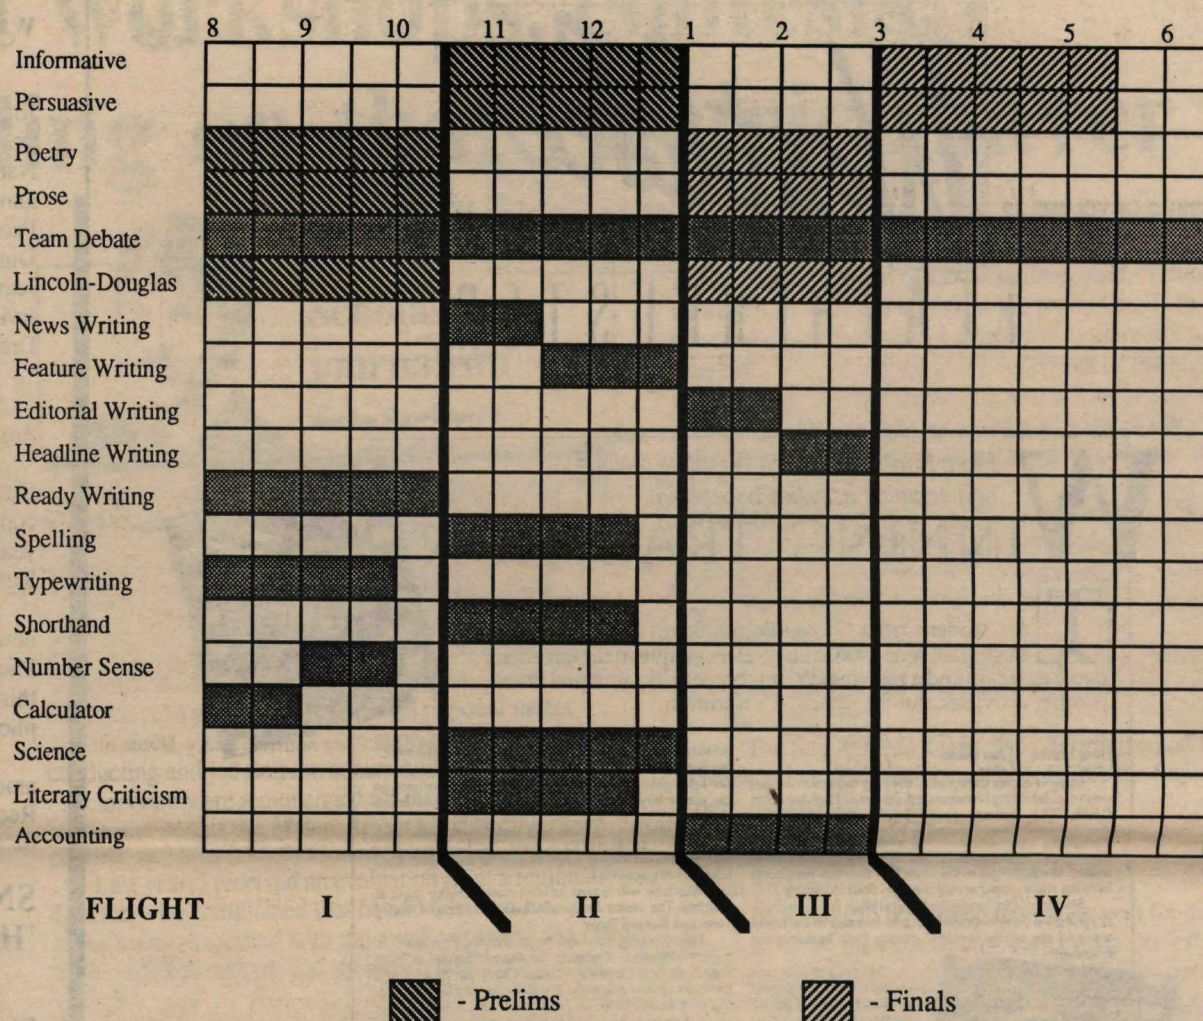 8 9 10 11 12 1 2 3 4 5 6
Informative
Persuasive
Poetry
Prose
Team Debate
Lincoln-Douglas
News Writing
Feature Writing
Editorial Writing
Headline Writing
Ready Writing
Spelling
Typewriting
Shorthand
Number Sense
Calculator
Science
Literary Criticism
Accounting
FLIGHT I II III IV
- Prelims - Finals